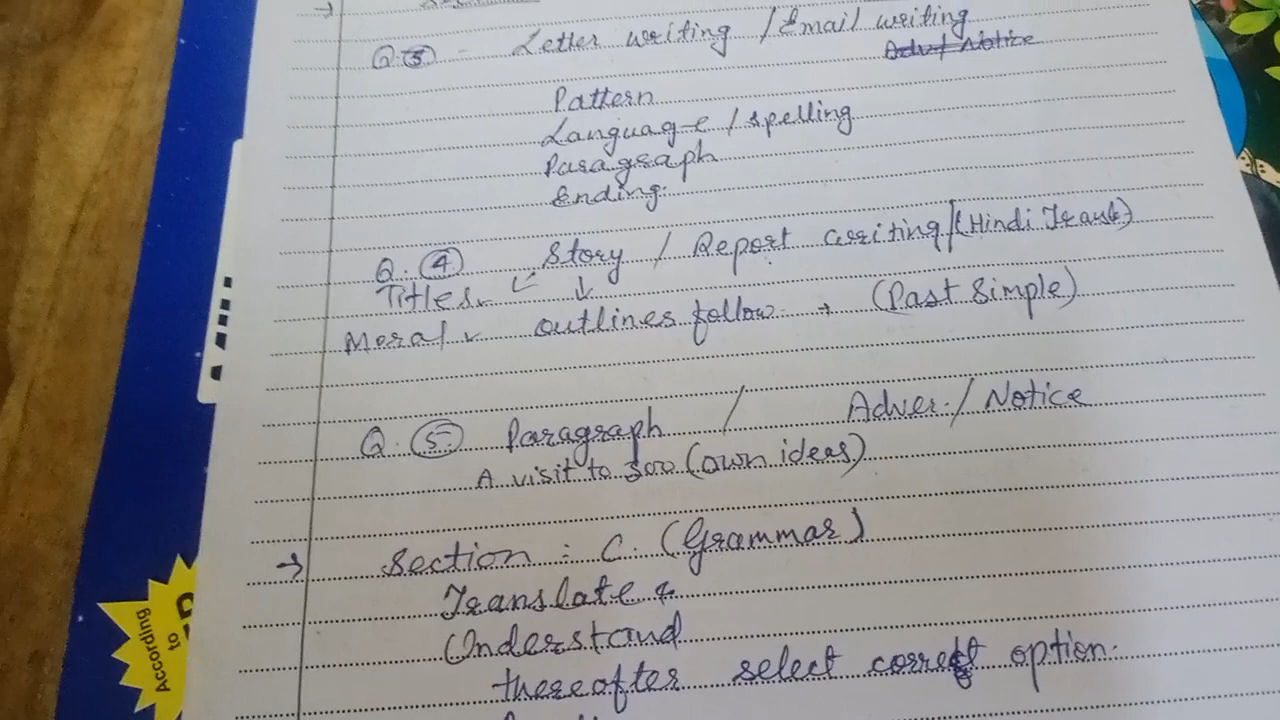 →
Q.③ - Letter writing / Email writing
Adv/ Notice
Pattern
Language / spelling
Paragraph
Ending.
Q. ④ Story / Report writing/(Hindi Trans)
Titles ↙ ↓
Moral outlines follow. → (Past Simple)
Q. ⑤ Paragraph / Adver./ Notice
A visit to zoo (own ideas)
→ Section : C. (Grammar)
Translate &
Understand
thereafter select correct option.
According
to